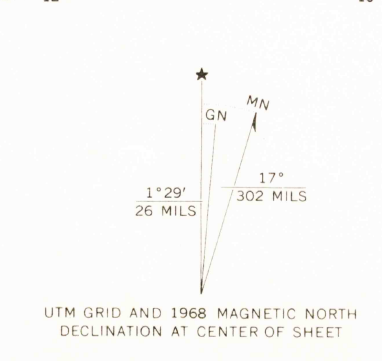 MN
GN
1°29'
26 MILS
17°
302 MILS
UTM GRID AND 1968 MAGNETIC NORTH
DECLINATION AT CENTER OF SHEET